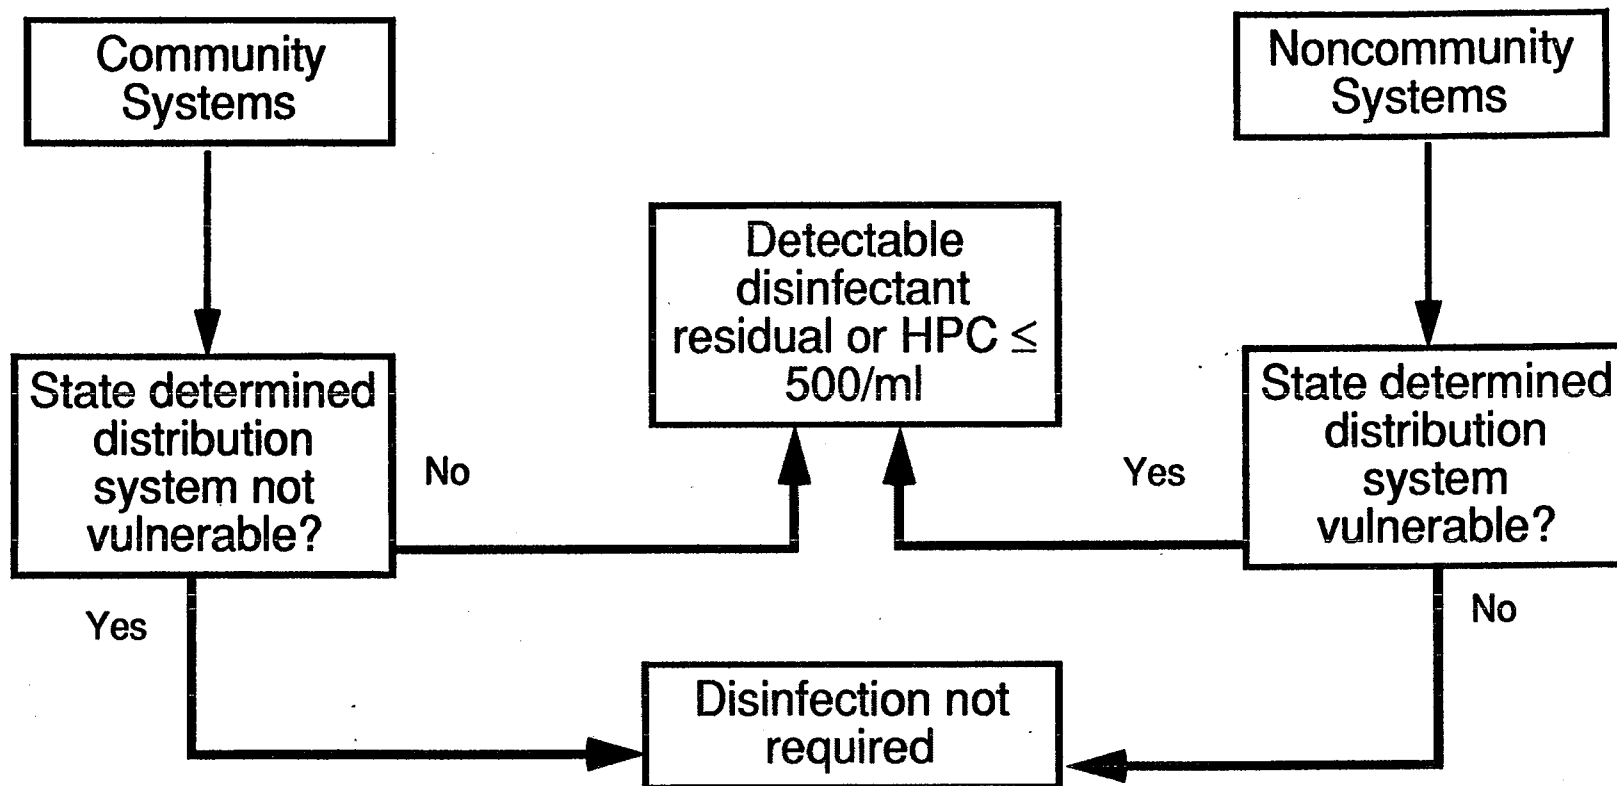 Community
Systems
Noncommunity
Systems
Detectable
disinfectant
residual or HPC ≤
500/ml
State determined
distribution
system not
vulnerable?
No
Yes
State determined
distribution
system
vulnerable?
Yes
No
Disinfection not
required